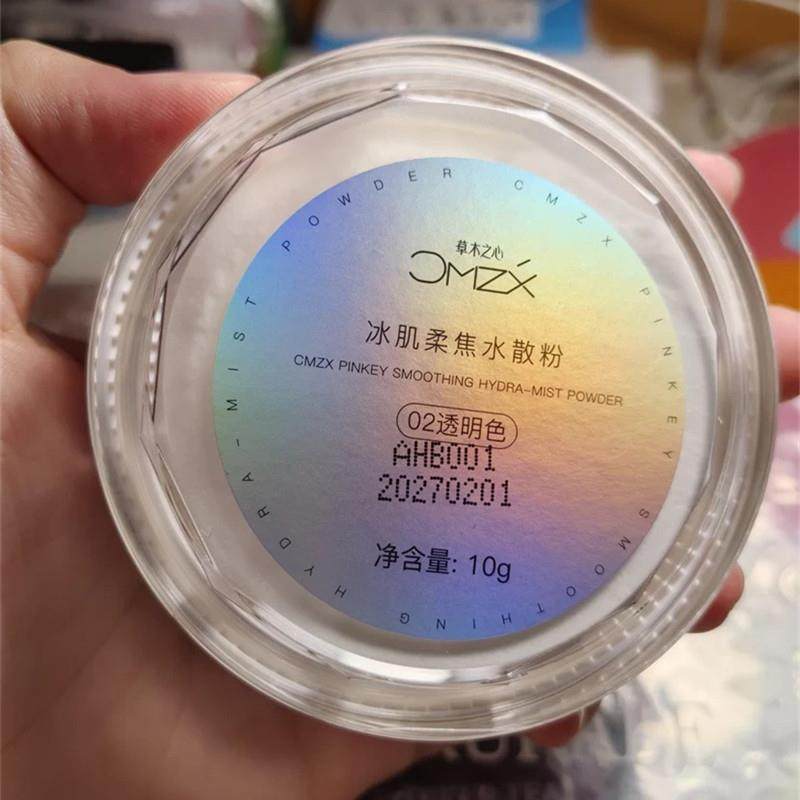 草木之心
CMZX
冰肌柔焦水散粉
CMZX PINKEY SMOOTHING HYDRA-MIST POWDER
02透明色
AHB001
20270201
净含量: 10g
CMZX PINKEY SMOOTHING HYDRA-MIST POWDER